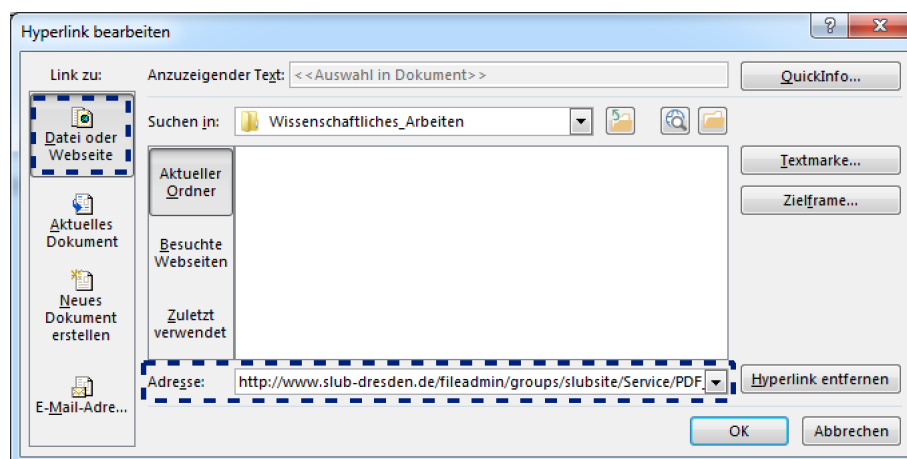 Hyperlink bearbeiten
Link zu:
Anzuzeigender Text: <<Auswahl in Dokument>>
QuickInfo...
Datei oder
Webseite
Suchen in: Wissenschaftliches_Arbeiten
Aktueller
Ordner
Textmarke...
Zielframe...
Aktuelles
Dokument
Besuchte
Webseiten
Neues
Dokument
erstellen
Zuletzt
verwendet
Adresse: http://www.slub-dresden.de/fileadmin/groups/slubsite/Service/PDF_
Hyperlink entfernen
E-Mail-Adre...
OK
Abbrechen